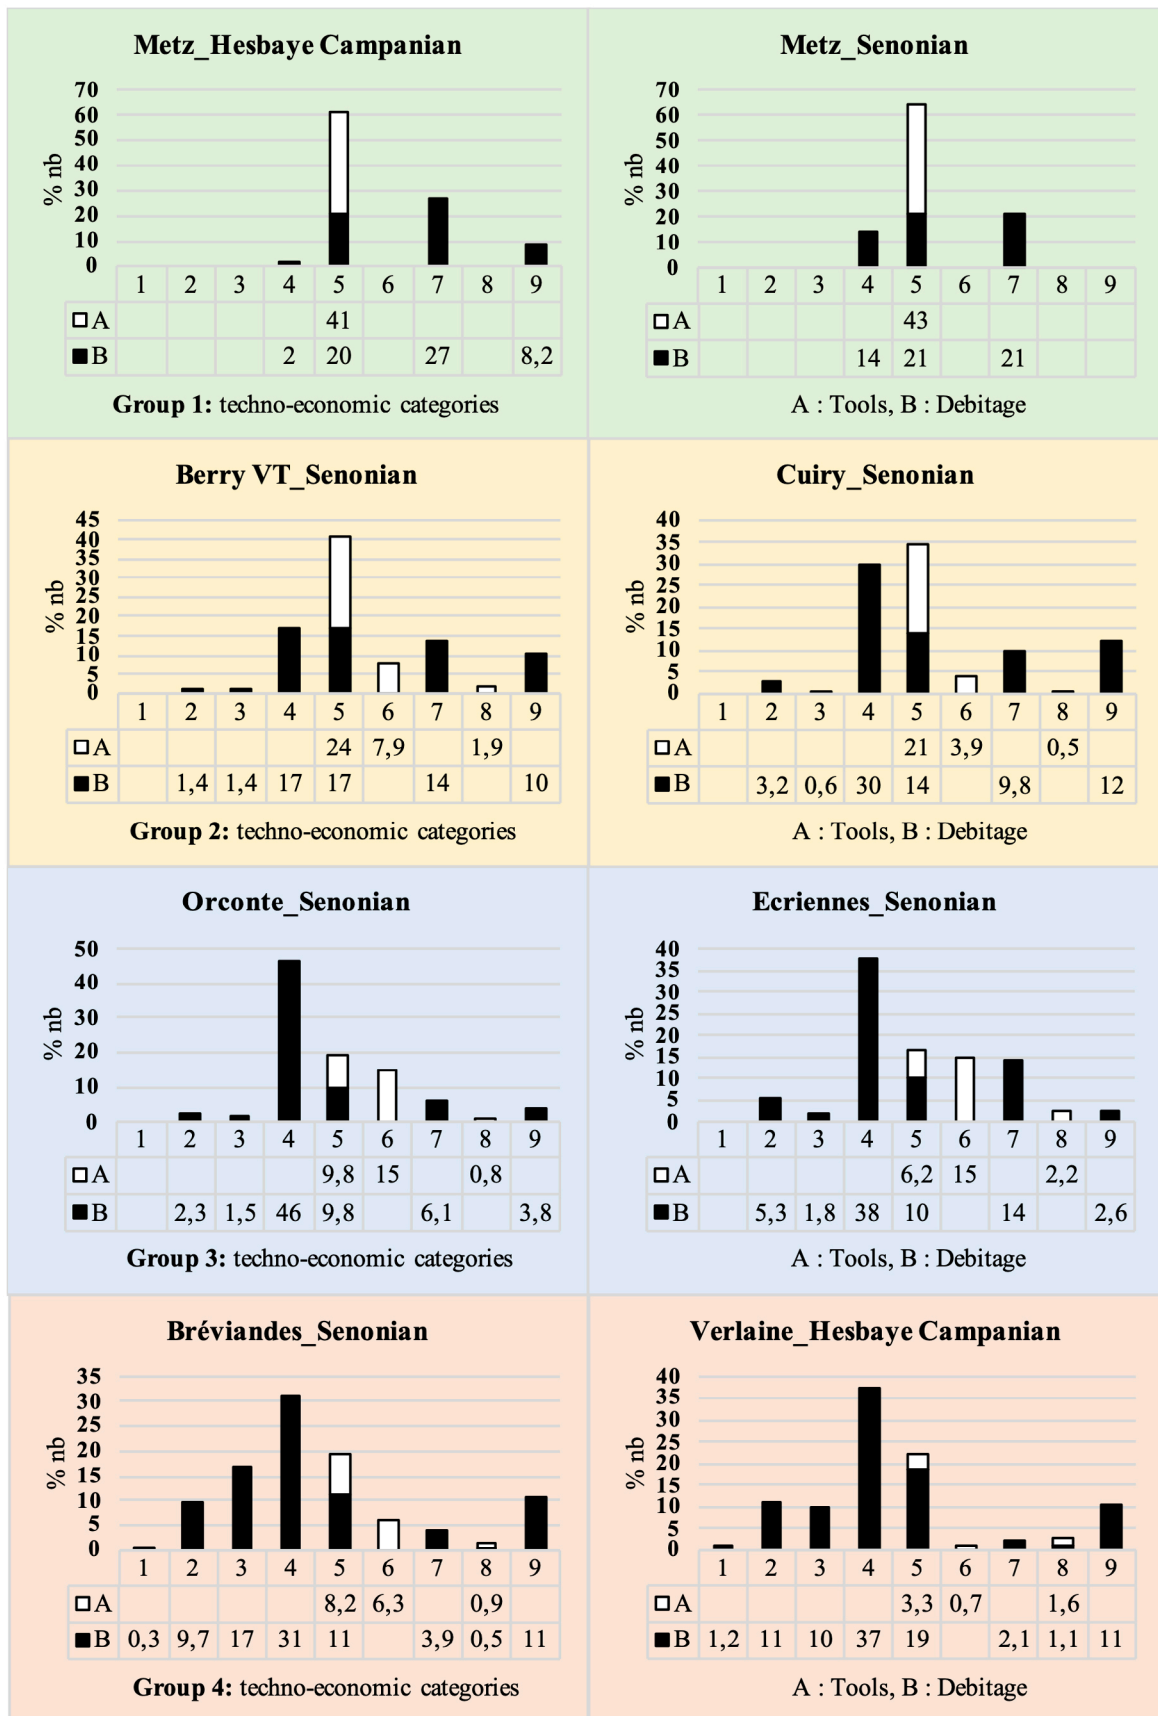 Metz_Hesbaye Campanian
70
60
50
40
30
20
10
0
% nb
1 2 3 4 5 6 7 8 9
A 41
B 2 20 27 8,2
Group 1: techno-economic categories
Metz_Senonian
70
60
50
40
30
20
10
0
% nb
1 2 3 4 5 6 7 8 9
A 43
B 14 21 21
A : Tools, B : Debitage
Berry VT_Senonian
45
40
35
30
25
20
15
10
5
0
% nb
1 2 3 4 5 6 7 8 9
A 24 7,9 1,9
B 1,4 1,4 17 17 14 10
Group 2: techno-economic categories
Cuiry_Senonian
40
35
30
25
20
15
10
5
0
% nb
1 2 3 4 5 6 7 8 9
A 21 3,9 0,5
B 3,2 0,6 30 14 9,8 12
A : Tools, B : Debitage
Orconte_Senonian
50
40
30
20
10
0
% nb
1 2 3 4 5 6 7 8 9
A 9,8 15 0,8
B 2,3 1,5 46 9,8 6,1 3,8
Group 3: techno-economic categories
Ecriennes_Senonian
40
35
30
25
20
15
10
5
0
% nb
1 2 3 4 5 6 7 8 9
A 6,2 15 2,2
B 5,3 1,8 38 10 14 2,6
A : Tools, B : Debitage
Bréviandes_Senonian
35
30
25
20
15
10
5
0
% nb
1 2 3 4 5 6 7 8 9
A 8,2 6,3 0,9
B 0,3 9,7 17 31 11 3,9 0,5 11
Group 4: techno-economic categories
Verlaine_Hesbaye Campanian
40
35
30
25
20
15
10
5
0
% nb
1 2 3 4 5 6 7 8 9
A 3,3 0,7 1,6
B 1,2 11 10 37 19 2,1 1,1 11
A : Tools, B : Debitage